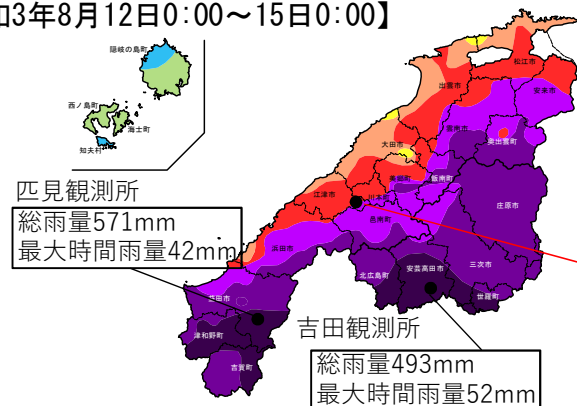 和3年8月12日0:00～15日0:00】
隠岐の島町
西ノ島町
海士町
知夫村
松江市
出雲市
安来市
雲南市
奥出雲町
大田市
美郷町
飯南町
江津市
川本町
庄原市
邑南町
浜田市
三次市
北広島町
安芸高田市
世羅町
益田市
津和野町
吉賀町
匹見観測所
総雨量571mm
最大時間雨量42mm
吉田観測所
総雨量493mm
最大時間雨量52mm